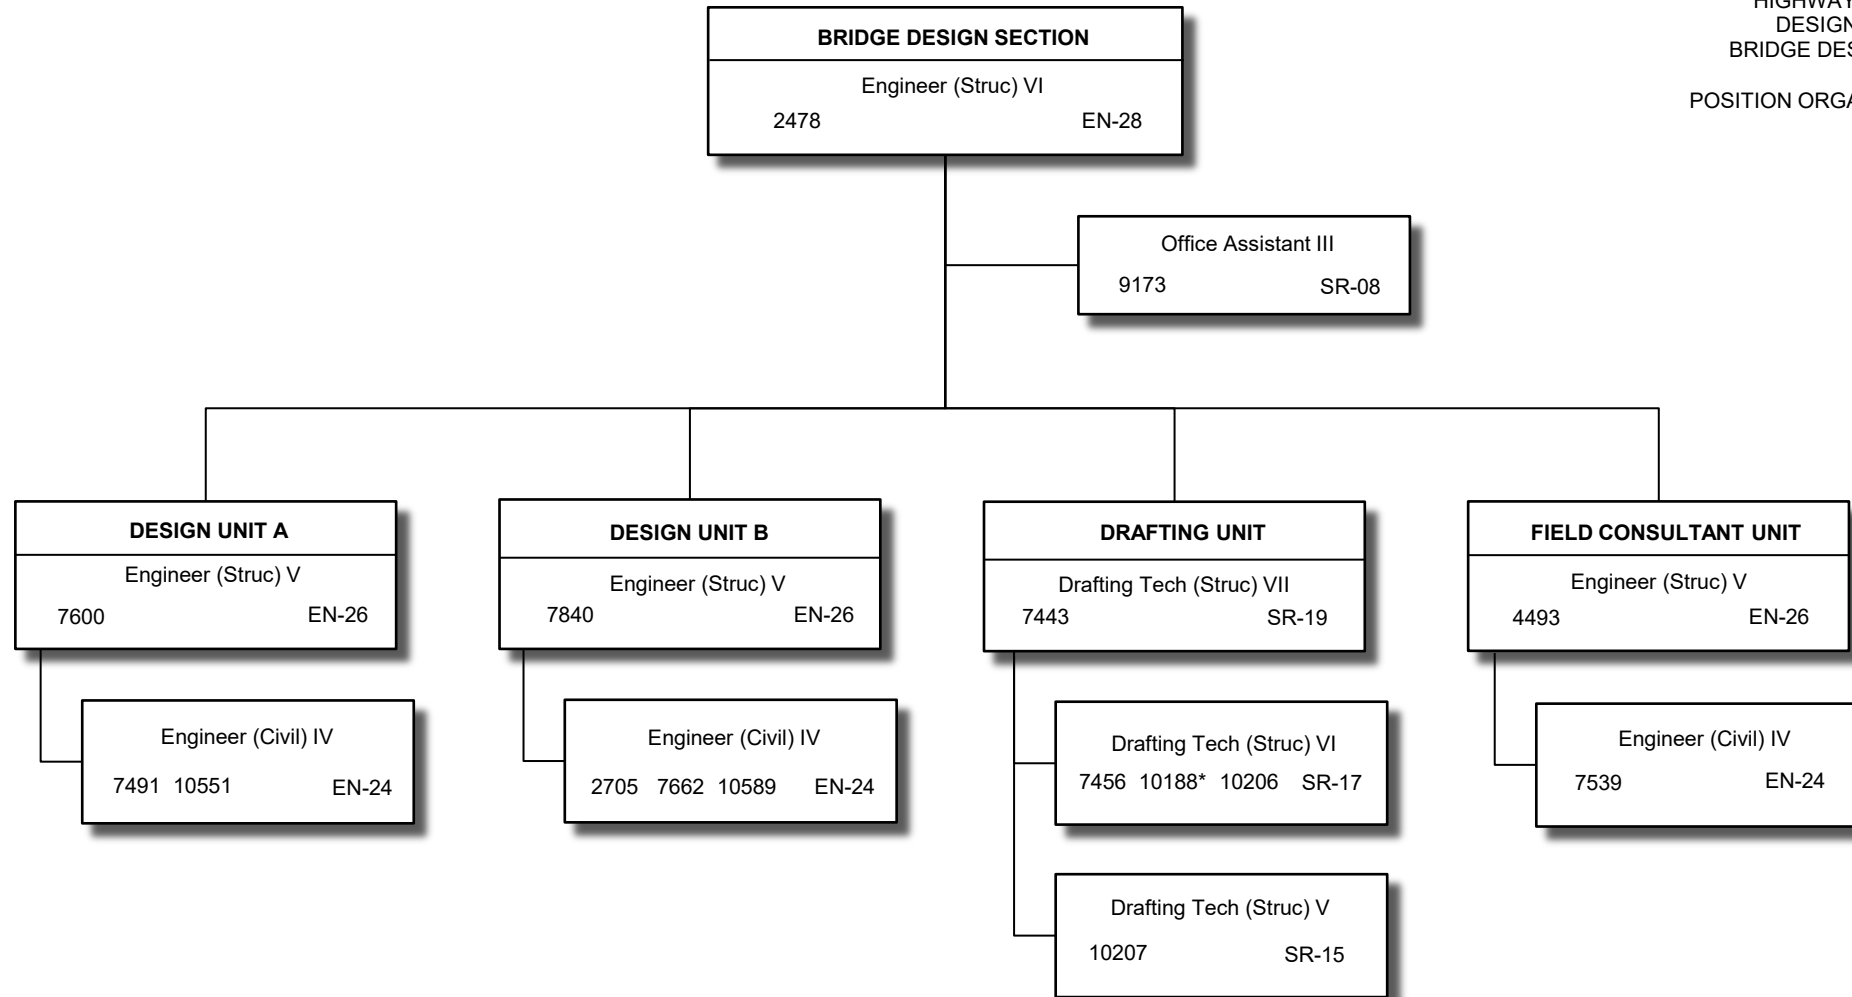 HIGHWAY
DESIGN
BRIDGE DES
POSITION ORGA
BRIDGE DESIGN SECTION
Engineer (Struc) VI
2478 EN-28
Office Assistant III
9173 SR-08
DESIGN UNIT A
Engineer (Struc) V
7600 EN-26
Engineer (Civil) IV
7491 10551 EN-24
DESIGN UNIT B
Engineer (Struc) V
7840 EN-26
Engineer (Civil) IV
2705 7662 10589 EN-24
DRAFTING UNIT
Drafting Tech (Struc) VII
7443 SR-19
Drafting Tech (Struc) VI
7456 10188* 10206 SR-17
Drafting Tech (Struc) V
10207 SR-15
FIELD CONSULTANT UNIT
Engineer (Struc) V
4493 EN-26
Engineer (Civil) IV
7539 EN-24